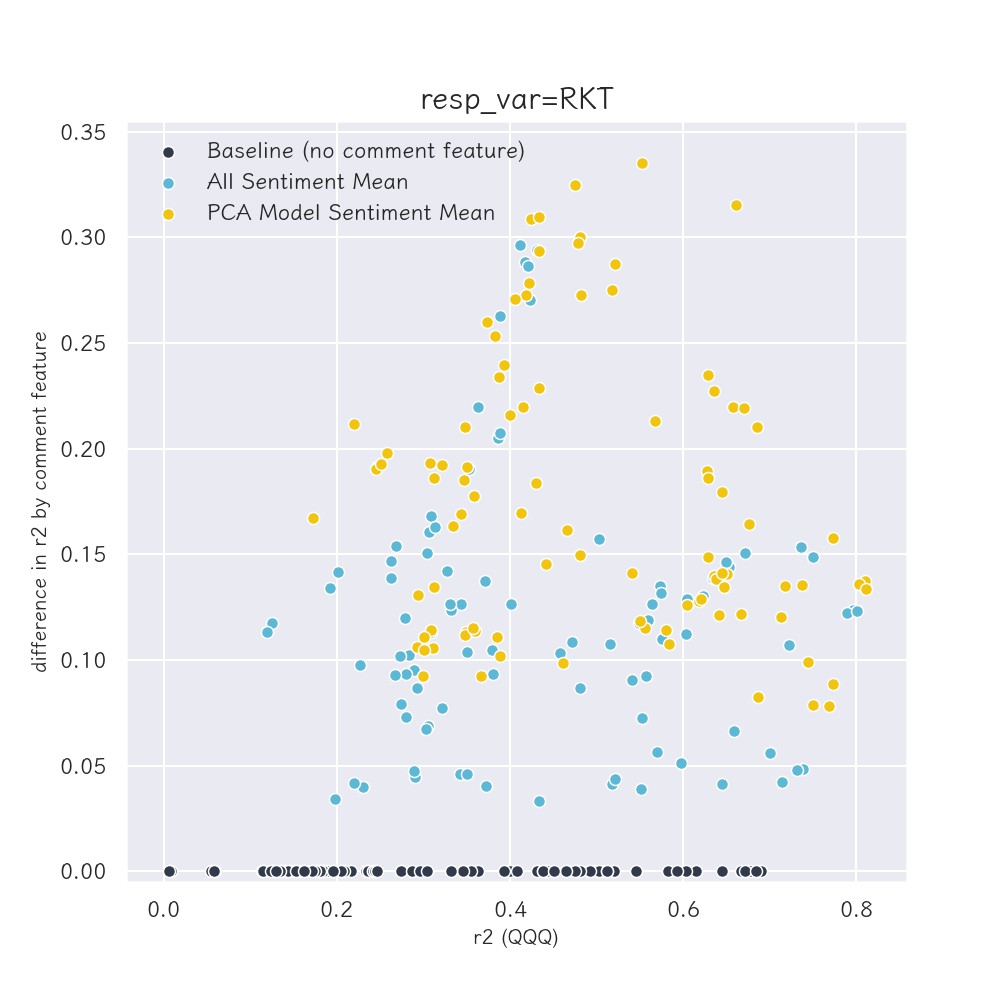 resp_var=RKT
Baseline (no comment feature)
All Sentiment Mean
PCA Model Sentiment Mean
0.35
0.30
0.25
0.20
0.15
0.10
0.05
0.00
difference in r2 by comment feature
0.0 0.2 0.4 0.6 0.8
r2 (QQQ)